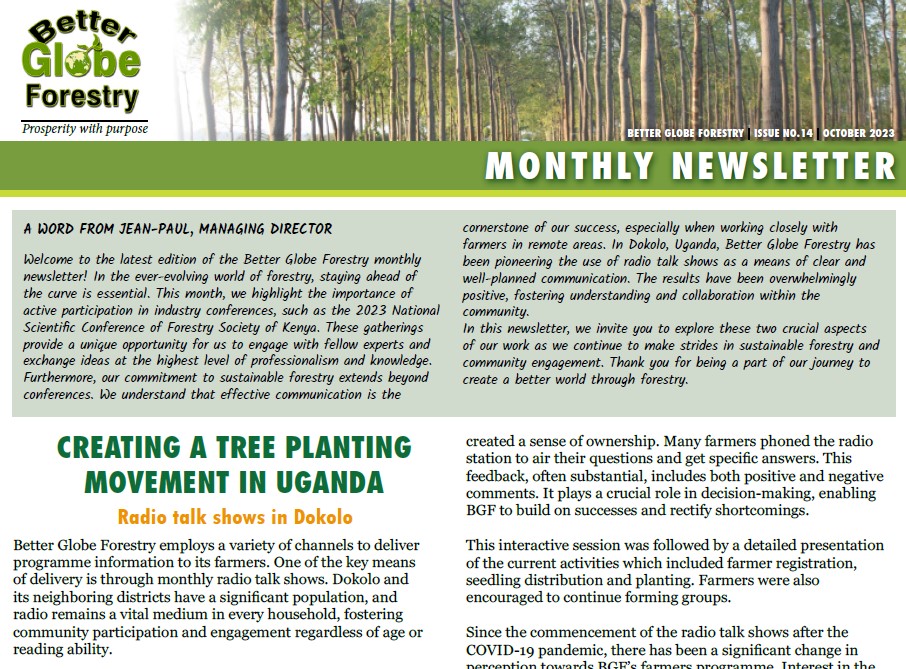 Better
Globe
Forestry
Prosperity with purpose
BETTER GLOBE FORESTRY | ISSUE NO.14 | OCTOBER 2023
MONTHLY NEWSLETTER
A WORD FROM JEAN-PAUL, MANAGING DIRECTOR
Welcome to the latest edition of the Better Globe Forestry monthly
newsletter! In the ever-evolving world of forestry, staying ahead of
the curve is essential. This month, we highlight the importance of
active participation in industry conferences, such as the 2023 National
Scientific Conference of Forestry Society of Kenya. These gatherings
provide a unique opportunity for us to engage with fellow experts and
exchange ideas at the highest level of professionalism and knowledge.
Furthermore, our commitment to sustainable forestry extends beyond
conferences. We understand that effective communication is the
cornerstone of our success, especially when working closely with
farmers in remote areas. In Dokolo, Uganda, Better Globe Forestry has
been pioneering the use of radio talk shows as a means of clear and
well-planned communication. The results have been overwhelmingly
positive, fostering understanding and collaboration within the
community.
In this newsletter, we invite you to explore these two crucial aspects
of our work as we continue to make strides in sustainable forestry and
community engagement. Thank you for being a part of our journey to
create a better world through forestry.
CREATING A TREE PLANTING
MOVEMENT IN UGANDA
Radio talk shows in Dokolo
Better Globe Forestry employs a variety of channels to deliver
programme information to its farmers. One of the key means
of delivery is through monthly radio talk shows. Dokolo and
its neighboring districts have a significant population, and
radio remains a vital medium in every household, fostering
community participation and engagement regardless of age or
reading ability.
created a sense of ownership. Many farmers phoned the radio
station to air their questions and get specific answers. This
feedback, often substantial, includes both positive and negative
comments. It plays a crucial role in decision-making, enabling
BGF to build on successes and rectify shortcomings.
This interactive session was followed by a detailed presentation
of the current activities which included farmer registration,
seedling distribution and planting. Farmers were also
encouraged to continue forming groups.
Since the commencement of the radio talk shows after the
COVID-19 pandemic, there has been a significant change in
perception towards BGF's farmers programme. Interest in the